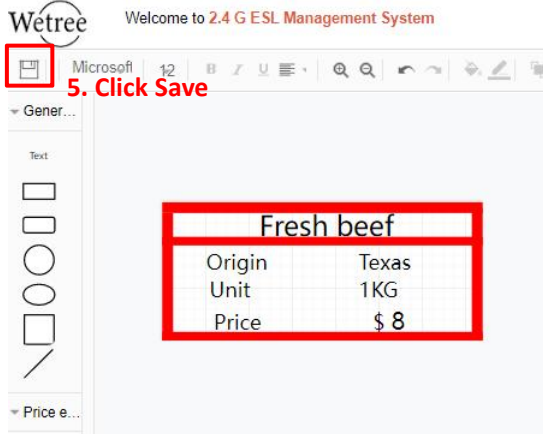 Wetree
Welcome to 2.4 G ESL Management System
Microsoft 12 B I U
5. Click Save
Gener...
Text
Fresh beef
Origin Texas
Unit 1KG
Price $ 8
Price e...